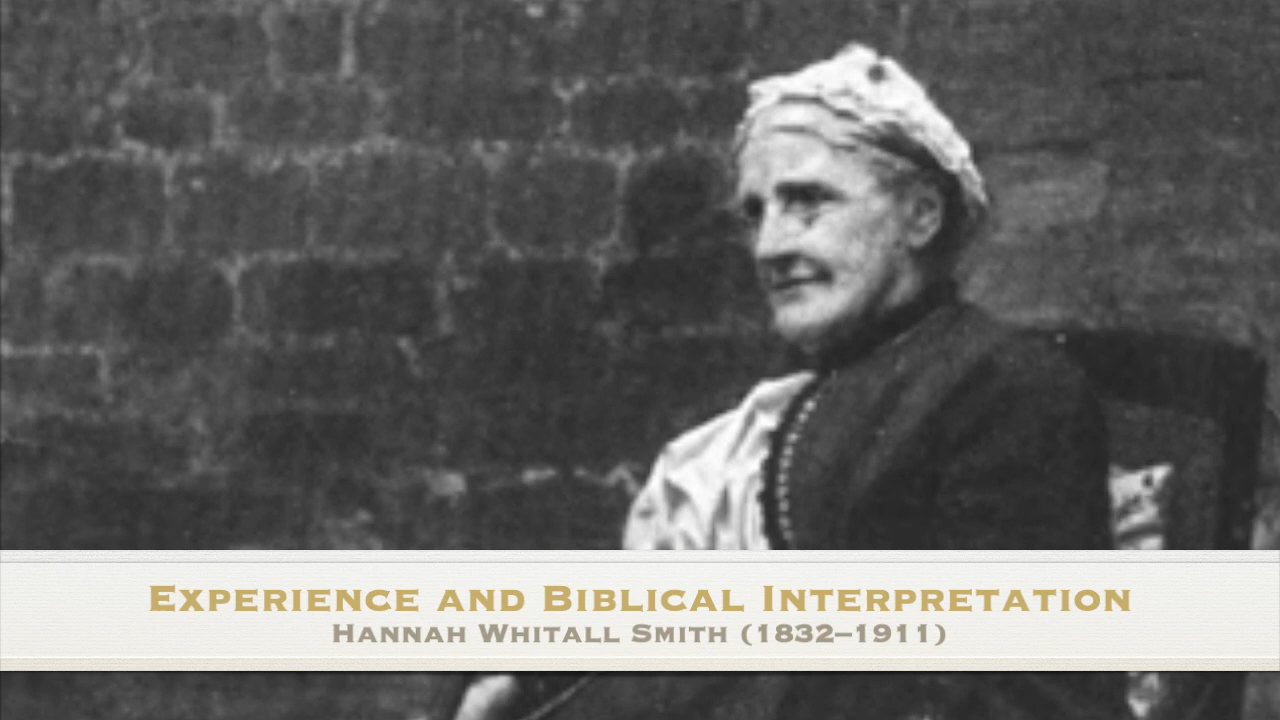 Experience and Biblical Interpretation
Hannah Whitall Smith (1832–1911)